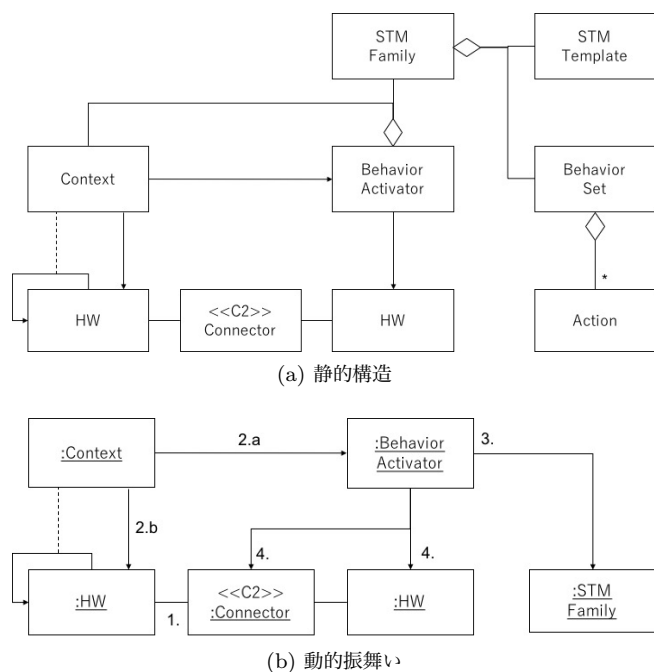 STM
Family
STM
Template
Context
Behavior
Activator
Behavior
Set
*
HW
<<C2>>
Connector
HW
Action
(a) 静的構造
:Context
2.a
:Behavior
Activator
3.
2.b
4.
4.
:HW
1.
<<C2>>
:Connector
:HW
:STM
Family
(b) 動的振舞い